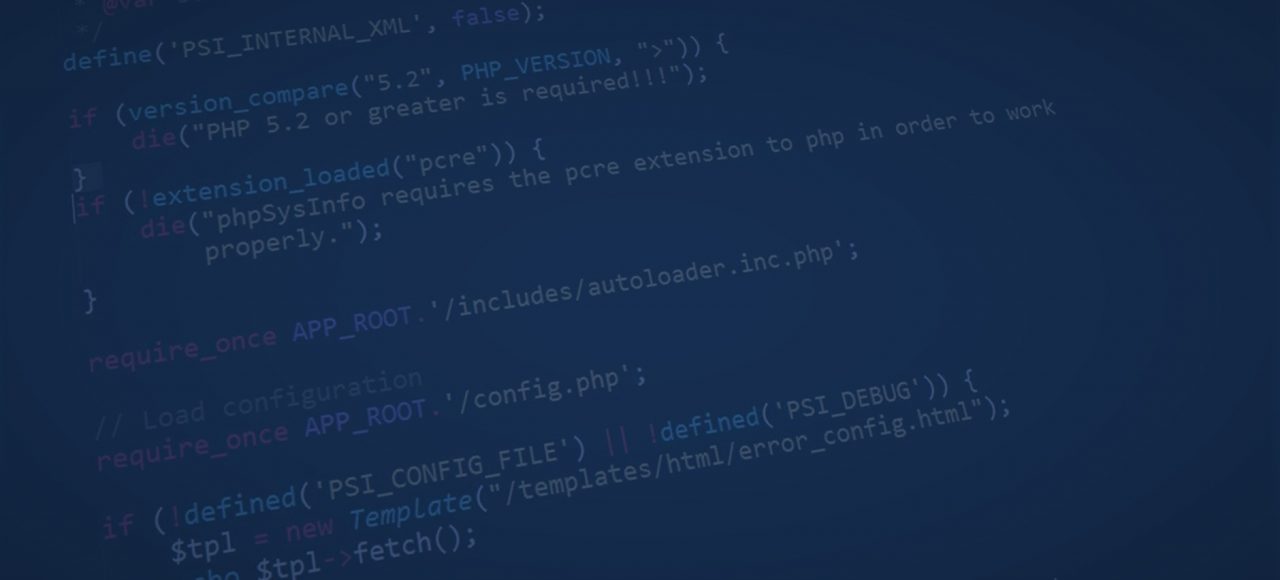 * @var
*/
define('PSI_INTERNAL_XML', false);
if (version_compare("5.2", PHP_VERSION, ">")) {
die("PHP 5.2 or greater is required!!!");
}
if (!extension_loaded("pcre")) {
die("phpSysInfo requires the pcre extension to php in order to work
properly.");
}
require_once APP_ROOT.'/includes/autoloader.inc.php';
// Load configuration
require_once APP_ROOT.'/config.php';
if (!defined('PSI_CONFIG_FILE') || !defined('PSI_DEBUG')) {
$tpl = new Template("/templates/html/error_config.html");
$tpl->fetch();